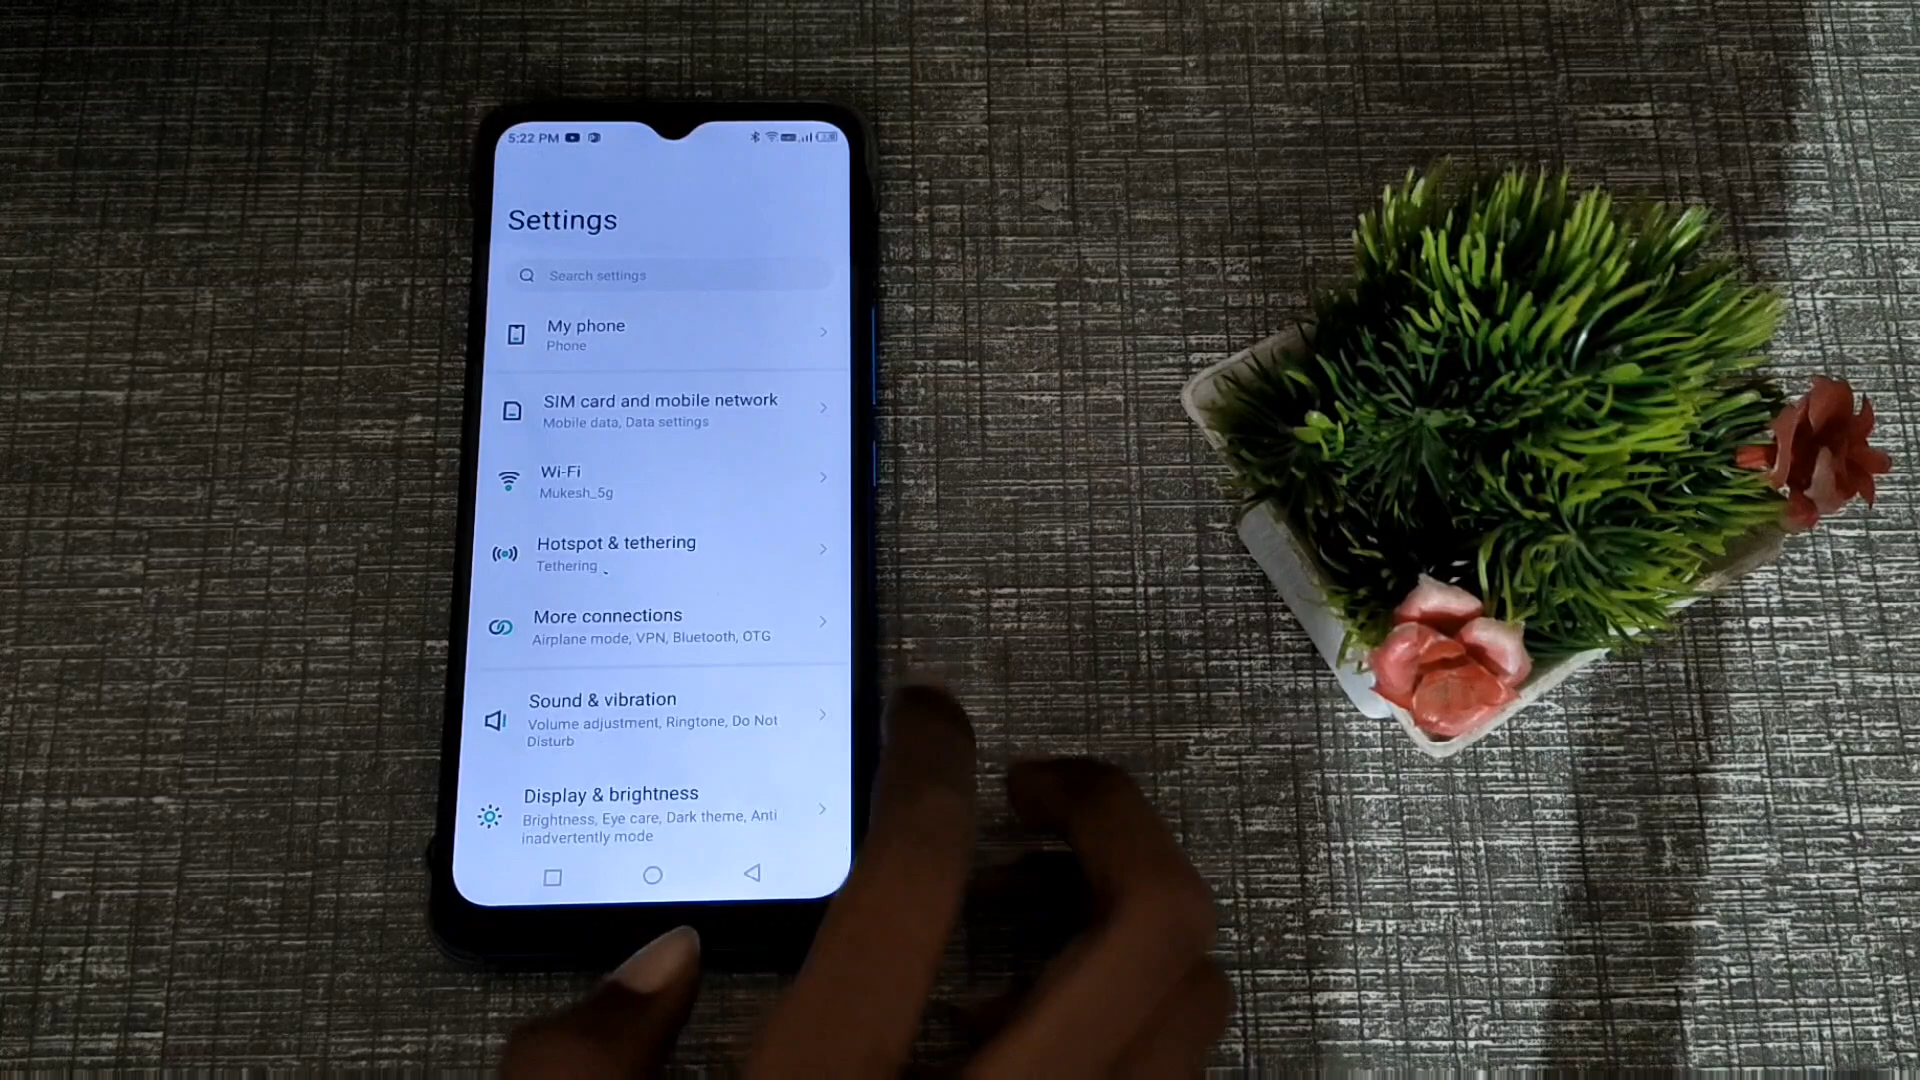 5:22 PM
Settings
Search settings
My phone
Phone
SIM card and mobile network
Mobile data, Data settings
Wi-Fi
Mukesh_5g
Hotspot & tethering
Tethering
More connections
Airplane mode, VPN, Bluetooth, OTG
Sound & vibration
Volume adjustment, Ringtone, Do Not
Disturb
Display & brightness
Brightness, Eye care, Dark theme, Anti
inadvertently mode